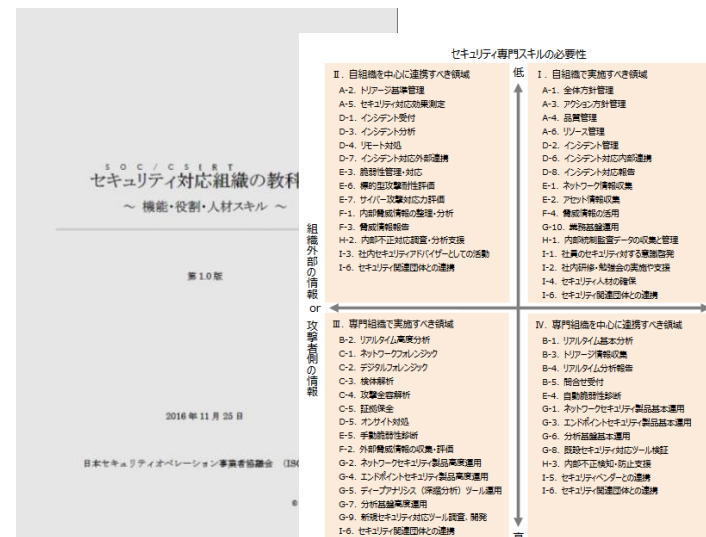 SOC/CSIRT
セキュリティ対応組織の教科
～ 機能・役割・人材スキル ～
第1.0版
2016年11月25日
日本セキュリティオペレーション事業者協議会 (ISO
©
セキュリティ専門スキルの必要性
低
Ⅱ. 自組織を中心に連携すべき領域
A-2. トリアージ基準管理
A-5. セキュリティ対応効果測定
D-1. インシデント受付
D-3. インシデント分析
D-4. リモート対処
D-7. インシデント対応外部連携
E-3. 脆弱性管理・対応
E-6. 標的型攻撃耐性評価
E-7. サイバー攻撃対応力評価
F-1. 内部脅威情報の整理・分析
F-3. 脅威情報報告
H-2. 内部不正対応調査・分析支援
I-3. 社内セキュリティアドバイザーとしての活動
I-6. セキュリティ関連団体との連携
Ⅰ. 自組織で実施すべき領域
A-1. 全体方針管理
A-3. アクション方針管理
A-4. 品質管理
A-6. リソース管理
D-2. インシデント管理
D-6. インシデント対応内部連携
D-8. インシデント対応報告
E-1. ネットワーク情報収集
E-2. アセット情報収集
F-4. 脅威情報の活用
G-10. 業務基盤運用
H-1. 内部統制監査データの収集と管理
I-1. 社員のセキュリティ対する意識啓発
I-2. 社内研修・勉強会の実施や支援
I-4. セキュリティ人材の確保
I-6. セキュリティ関連団体との連携
組織外部の情報 or 攻撃者側の情報
Ⅲ. 専門組織で実施すべき領域
B-2. リアルタイム高度分析
C-1. ネットワークフォレンジック
C-2. デジタルフォレンジック
C-3. 検体解析
C-4. 攻撃全容解析
C-5. 証拠保全
D-5. オンサイト対処
E-5. 手動脆弱性診断
F-2. 外部脅威情報の収集・評価
G-2. ネットワークセキュリティ製品高度運用
G-4. エンドポイントセキュリティ製品高度運用
G-5. ディープアナリシス（深掘分析）ツール運用
G-7. 分析基盤高度運用
G-9. 新規セキュリティ対応ツール調査、開発
I-6. セキュリティ関連団体との連携
Ⅳ. 専門組織を中心に連携すべき領域
B-1. リアルタイム基本分析
B-3. トリアージ情報収集
B-4. リアルタイム分析報告
B-5. 問合せ受付
E-4. 自動脆弱性診断
G-1. ネットワークセキュリティ製品基本運用
G-3. エンドポイントセキュリティ製品基本運用
G-6. 分析基盤基本運用
G-8. 既設セキュリティ対応ツール検証
H-3. 内部不正検知・防止支援
I-5. セキュリティベンダーとの連携
I-6. セキュリティ関連団体との連携